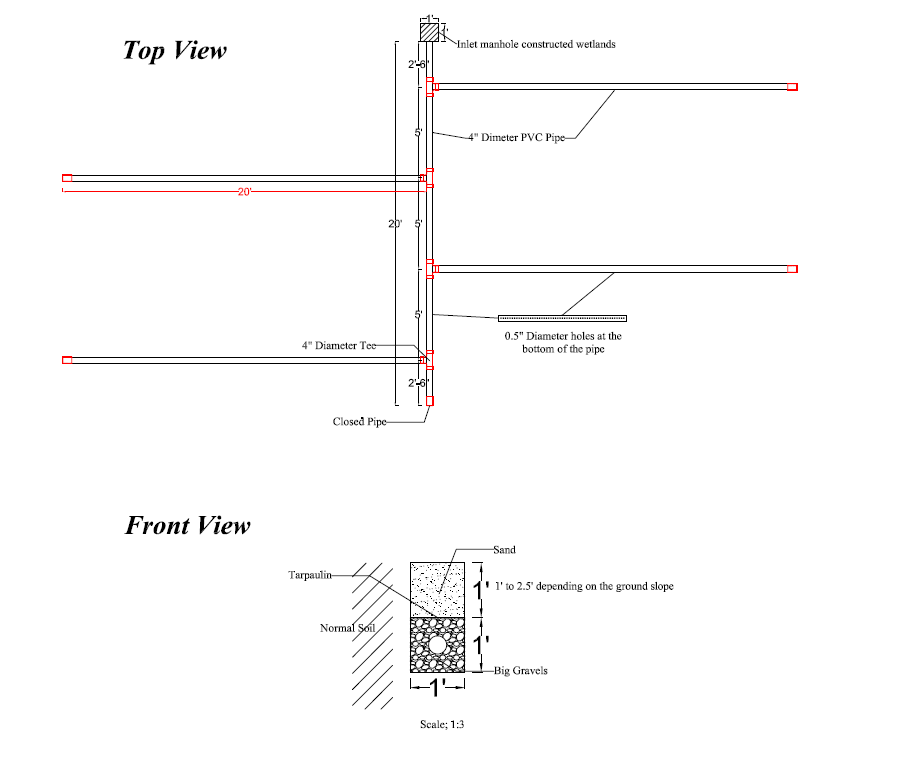 1'
1'
Top View
Inlet manhole constructed wetlands
2'-6"
5'
4" Dimeter PVC Pipe
20'
20'
5'
5'
0.5" Diameter holes at the
bottom of the pipe
4" Diameter Tee
2'-6"
Closed Pipe
Front View
Sand
Tarpaulin
1'
1' to 2.5' depending on the ground slope
Normal Soil
1'
Big Gravels
1'
Scale; 1:3